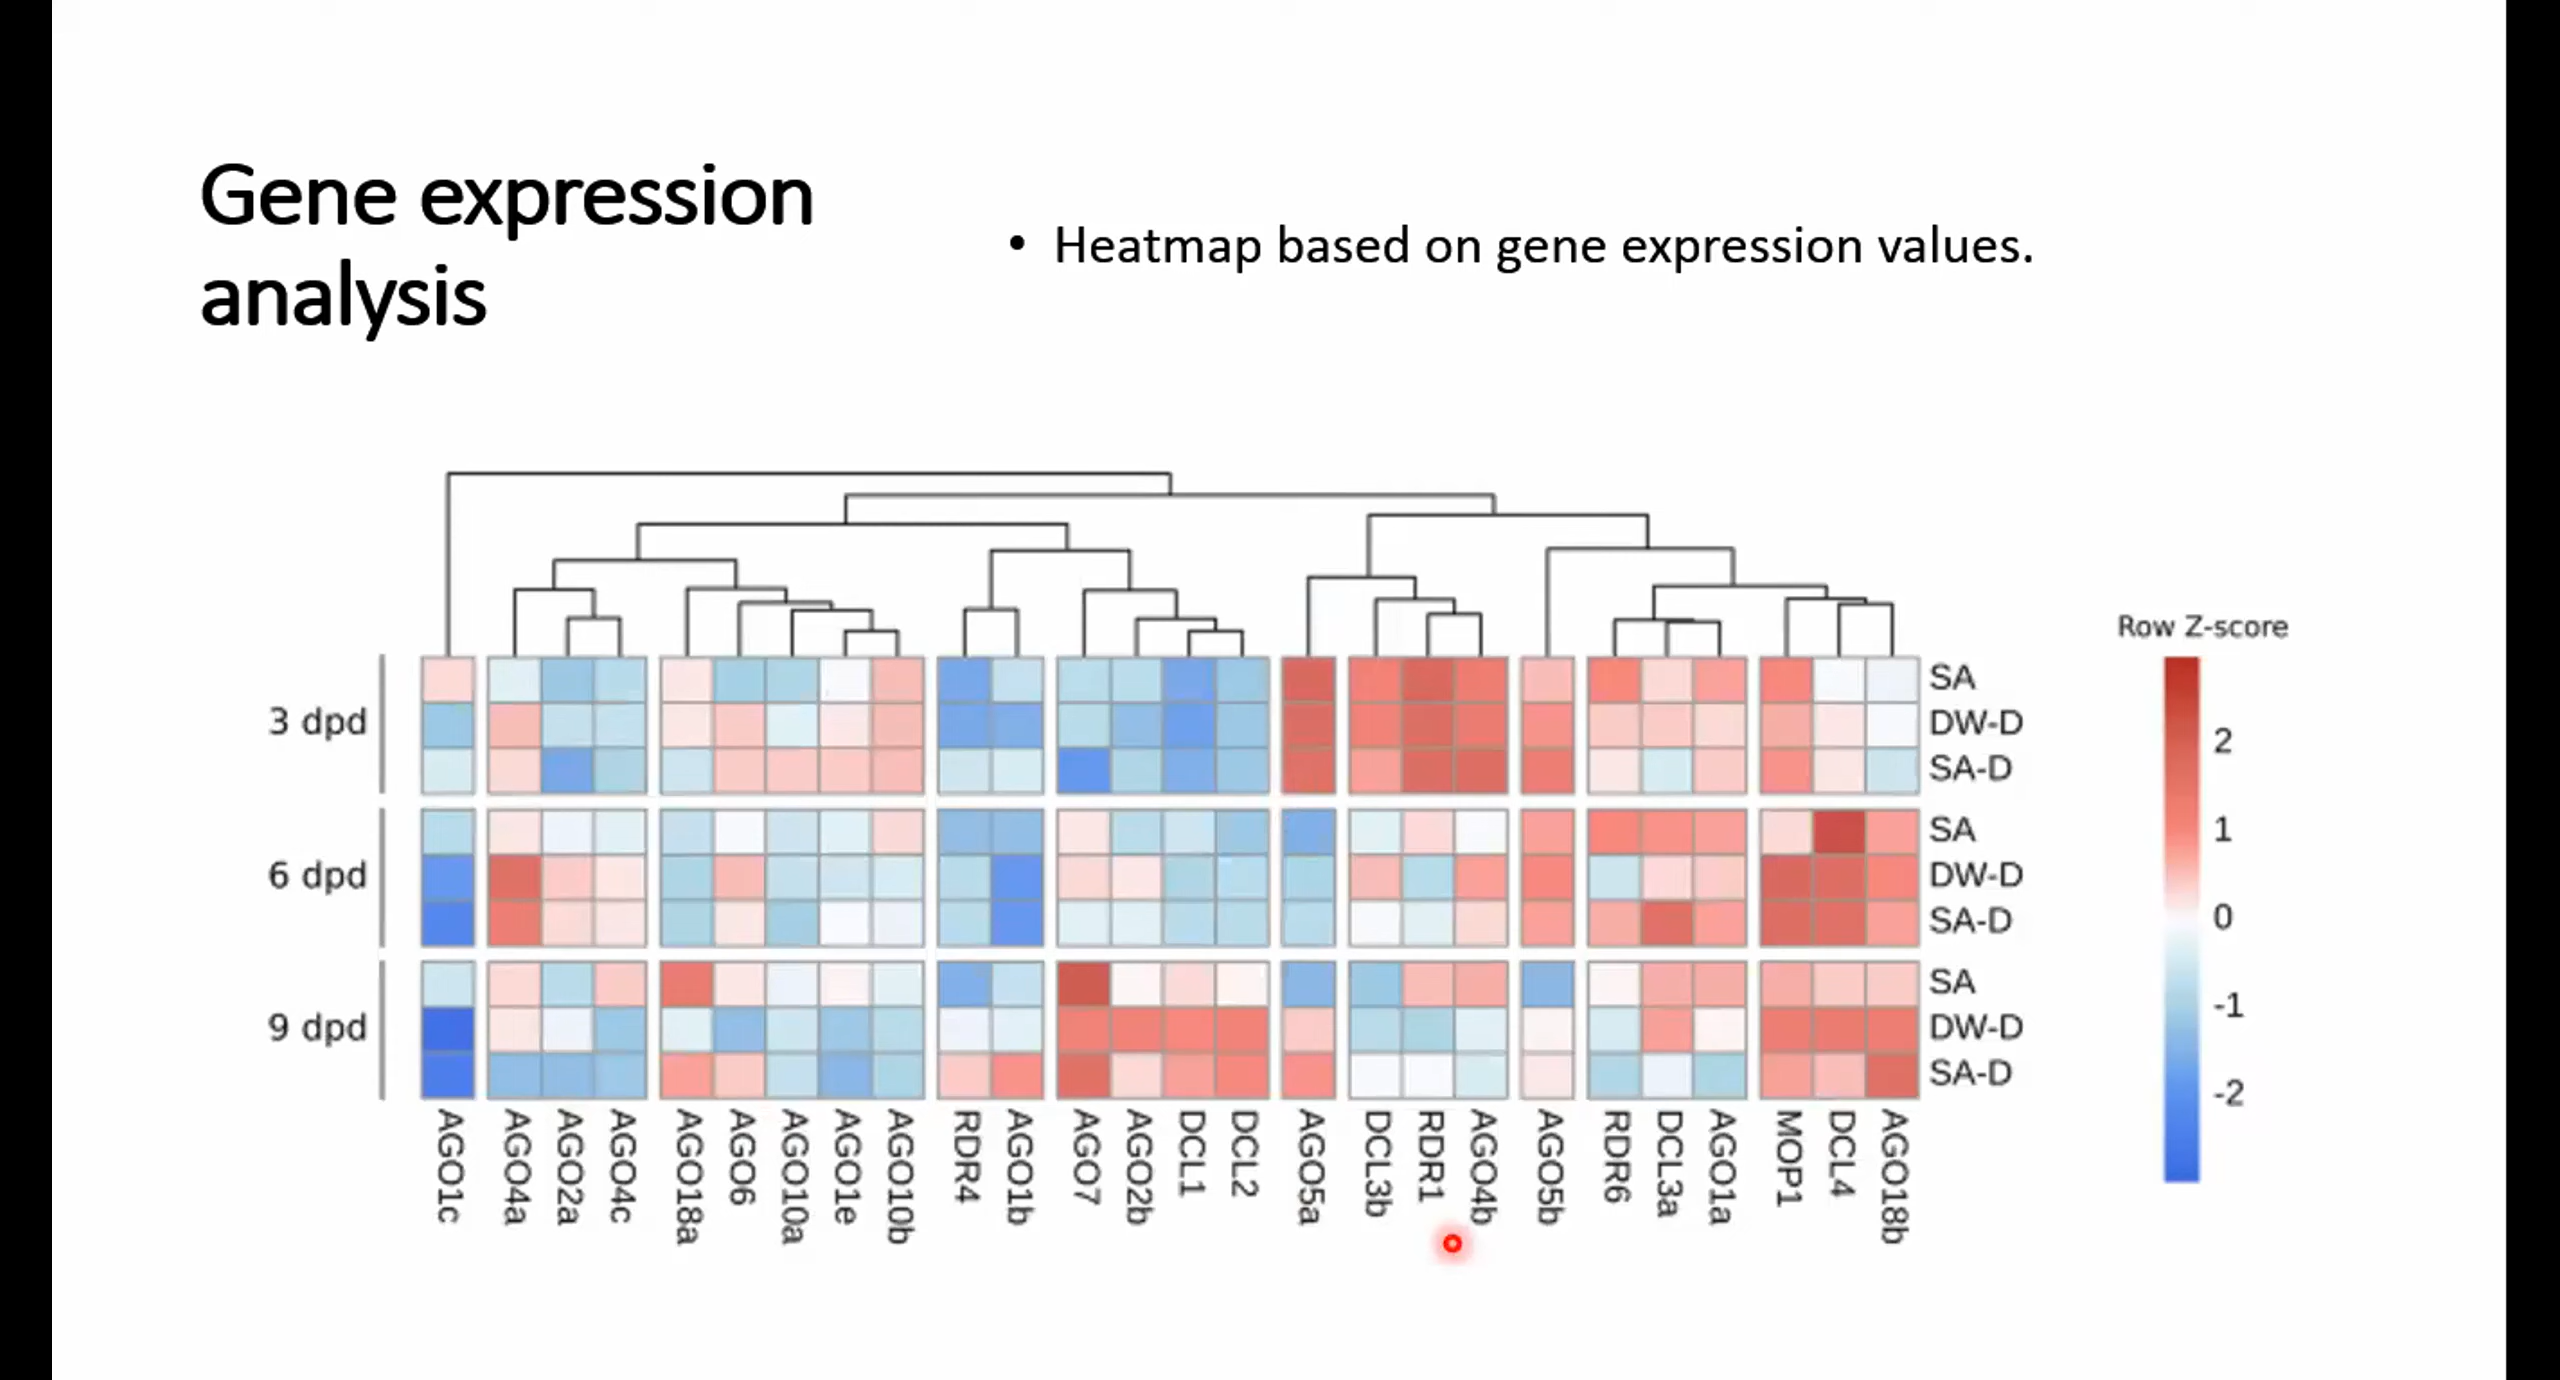 Gene expression
analysis
• Heatmap based on gene expression values.
Row Z-score
2
1
0
-1
-2
3 dpd
SA
DW-D
SA-D
6 dpd
SA
DW-D
SA-D
9 dpd
SA
DW-D
SA-D
AGO1c
AGO4a
AGO2a
AGO4c
AGO18a
AGO6
AGO10a
AGO1e
AGO10b
RDR4
AGO1b
AGO7
AGO2b
DCL1
DCL2
AGO5a
DCL3b
RDR1
AGO4b
AGO5b
RDR6
DCL3a
AGO1a
MOP1
DCL4
AGO18b